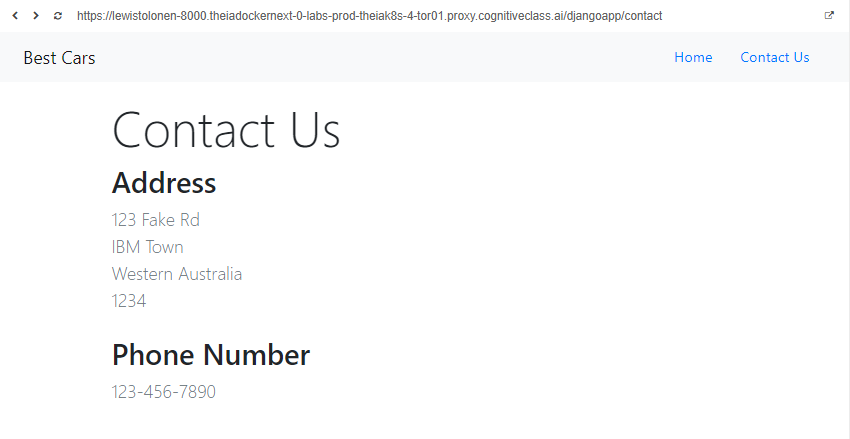 https://lewistolonen-8000.theiadockernext-0-labs-prod-theiak8s-4-tor01.proxy.cognitiveclass.ai/djangoapp/contact
Best Cars Home Contact Us
Contact Us
Address
123 Fake Rd
IBM Town
Western Australia
1234
Phone Number
123-456-7890